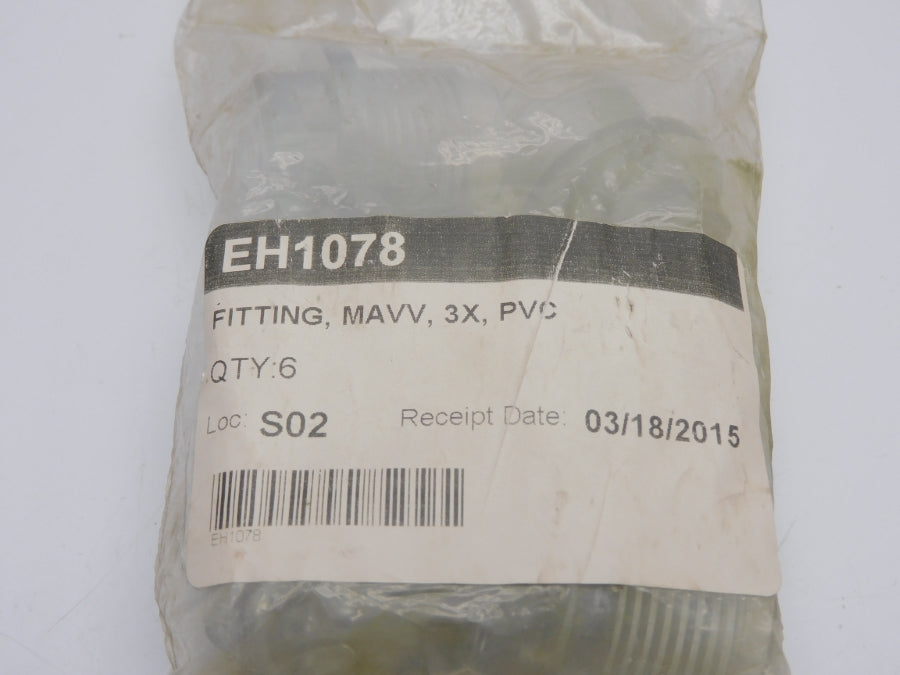 EH1078
FITTING, MAVV, 3X, PVC
QTY:6
Loc: S02 Receipt Date: 03/18/2015
EH1078